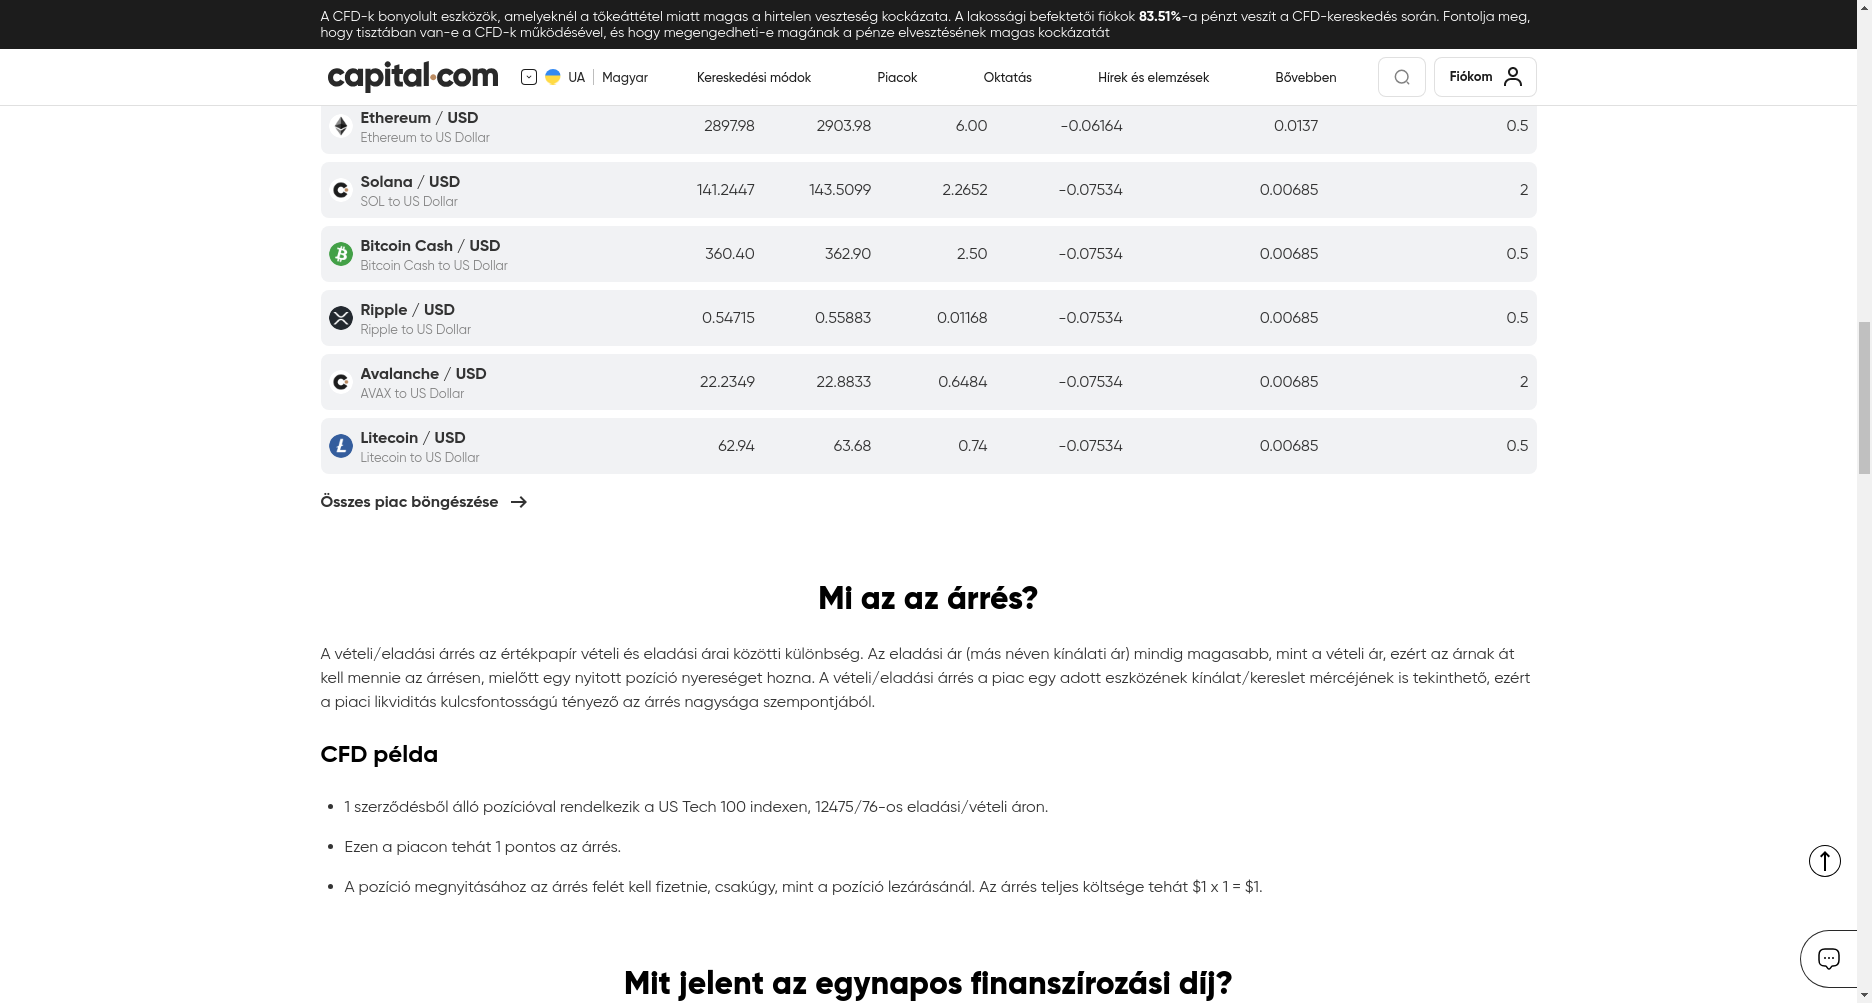 A CFD-k bonyolult eszközök, amelyeknél a tőkeáttétel miatt magas a hirtelen veszteség kockázata. A lakossági befektetői fiókok 83.51%-a pénzt veszít a CFD-kereskedés során. Fontolja meg,
hogy tisztában van-e a CFD-k működésével, és hogy megengedheti-e magának a pénze elvesztésének magas kockázatát
capital.com UA Magyar Kereskedési módok Piacok Oktatás Hírek és elemzések Bővebben Fiókom
Ethereum / USD 2897.98 2903.98 6.00 -0.06164 0.0137 0.5
Ethereum to US Dollar
Solana / USD 141.2447 143.5099 2.2652 -0.07534 0.00685 2
SOL to US Dollar
Bitcoin Cash / USD 360.40 362.90 2.50 -0.07534 0.00685 0.5
Bitcoin Cash to US Dollar
Ripple / USD 0.54715 0.55883 0.01168 -0.07534 0.00685 0.5
Ripple to US Dollar
Avalanche / USD 22.2349 22.8833 0.6484 -0.07534 0.00685 2
AVAX to US Dollar
Litecoin / USD 62.94 63.68 0.74 -0.07534 0.00685 0.5
Litecoin to US Dollar
Összes piac böngészése
Mi az az árrés?
A vételi/eladási árrés az értékpapír vételi és eladási árai közötti különbség. Az eladási ár (más néven kínálati ár) mindig magasabb, mint a vételi ár, ezért az árnak át
kell mennie az árrésen, mielőtt egy nyitott pozíció nyereséget hozna. A vételi/eladási árrés a piac egy adott eszközének kínálat/kereslet mércéjének is tekinthető, ezért
a piaci likviditás kulcsfontosságú tényező az árrés nagysága szempontjából.
CFD példa
• 1 szerződésből álló pozícióval rendelkezik a US Tech 100 indexen, 12475/76-os eladási/vételi áron.
• Ezen a piacon tehát 1 pontos az árrés.
• A pozíció megnyitásához az árrés felét kell fizetnie, csakúgy, mint a pozíció lezárásánál. Az árrés teljes költsége tehát $1 x 1 = $1.
Mit jelent az egynapos finanszírozási díj?